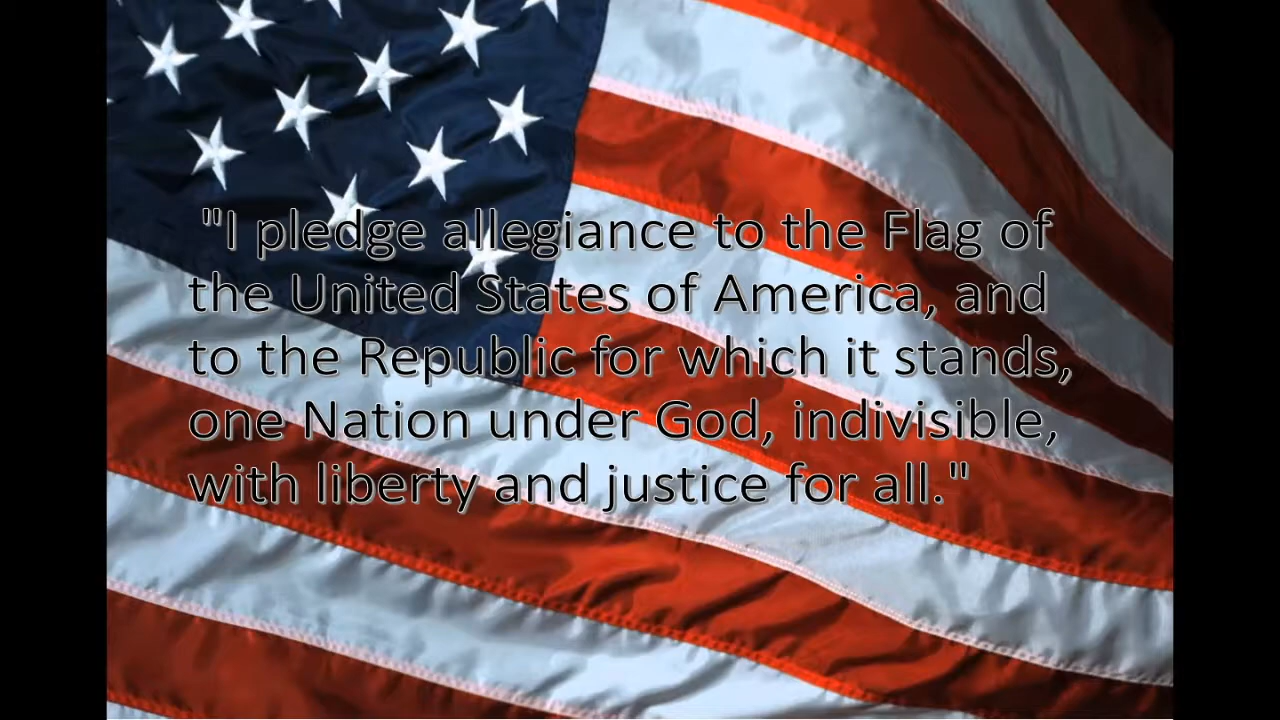 "I pledge allegiance to the Flag of
the United States of America, and
to the Republic for which it stands,
one Nation under God, indivisible,
with liberty and justice for all."